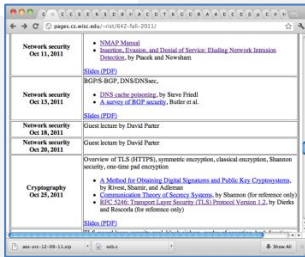 pages.cs.wisc.edu/~rist/642-fall-2011/
Network security
Oct 11, 2011
• NMAP Manual
• Insertion, Evasion, and Denial of Service: Eluding Network Intrusion
Detection, by Ptacek and Newsham
Slides (PDF)
Network security
Oct 13, 2011
BGP/S-BGP, DNS/DNSsec,
• DNS cache poisoning, by Steve Friedl
• A survey of BGP security, Butler et al.
Slides (PDF)
Network security
Oct 18, 2011
Guest lecture by David Parter
Network security
Oct 20, 2011
Guest lecture by David Parter
Cryptography
Oct 25, 2011
Overview of TLS (HTTPS), symmetric encryption, classical encryption, Shannon
security, one-time pad encryption
• A Method for Obtaining Digital Signatures and Public Key Cryptosystems,
by Rivest, Shamir, and Adleman
• Communication Theory of Secrecy Systems, by Shannon (for reference only)
• RFC 5246: Transport Layer Security (TLS) Protocol Version 1.2, by Dierks
and Rescorla (for reference only)
Slides (PDF)
Show All